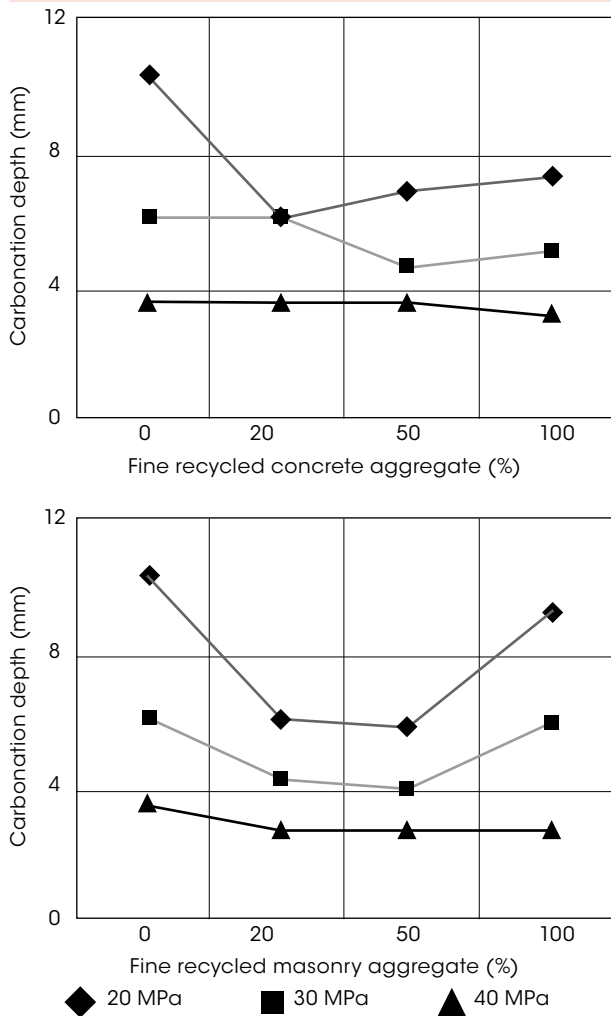 12
8
4
0
Carbonation depth (mm)
0 20 50 100
Fine recycled concrete aggregate (%)
12
8
4
0
Carbonation depth (mm)
0 20 50 100
Fine recycled masonry aggregate (%)
20 MPa 30 MPa 40 MPa